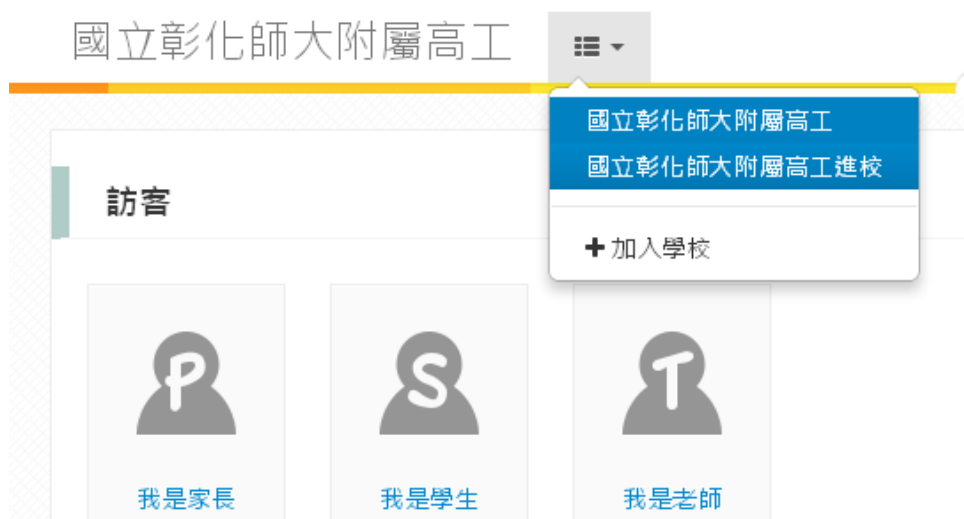 國立彰化師大附屬高工
國立彰化師大附屬高工
國立彰化師大附屬高工進校
加入學校
訪客
P S T
我是家長 我是學生 我是老師